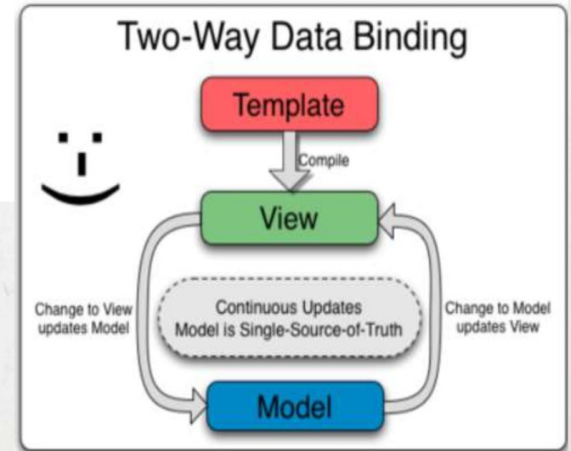 Two-Way Data Binding
Template
Compile
View
Change to View
updates Model
Continuous Updates
Model is Single-Source-of-Truth
Change to Model
updates View
Model